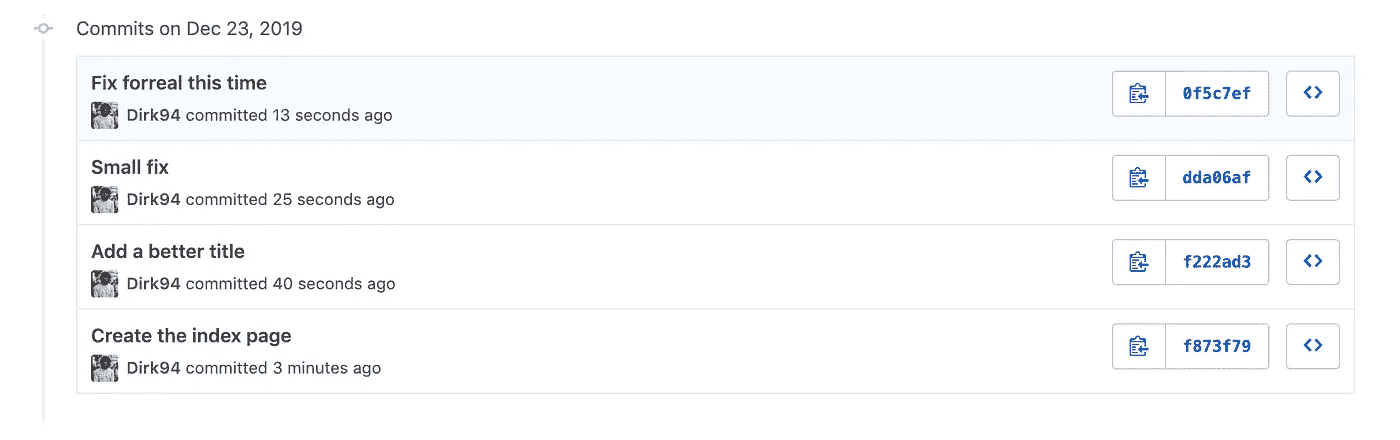 Commits on Dec 23, 2019
Fix forreal this time
0f5c7ef
Dirk94 committed 13 seconds ago
Small fix
dda06af
Dirk94 committed 25 seconds ago
Add a better title
f222ad3
Dirk94 committed 40 seconds ago
Create the index page
f873f79
Dirk94 committed 3 minutes ago